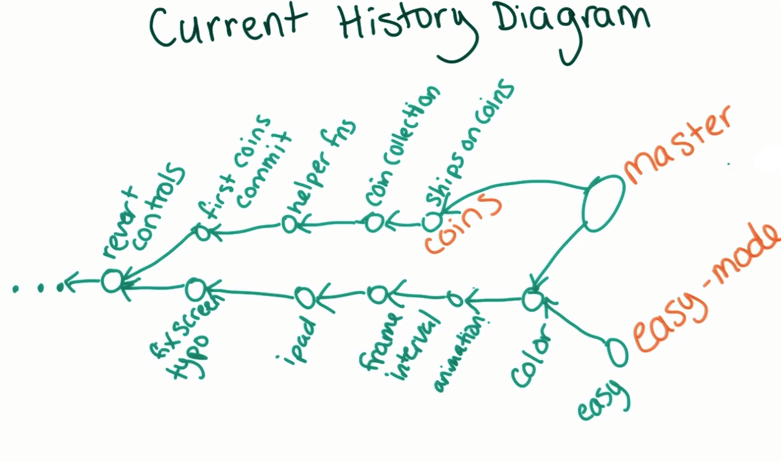 Current History Diagram
revert
controls
first coins
commit
helper fns
coin collection
ships on coins
coins
master
...
fix screen
typo
ipad
frame
interval
animation
color
easy
easy-mode